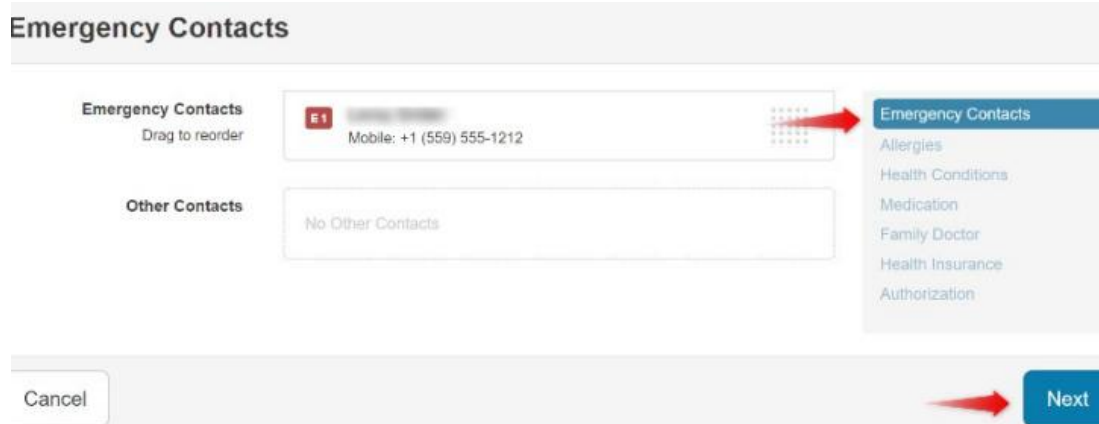 Emergency Contacts
Emergency Contacts
Drag to reorder
E1
Mobile: +1 (559) 555-1212
Other Contacts
No Other Contacts
Emergency Contacts
Allergies
Health Conditions
Medication
Family Doctor
Health Insurance
Authorization
Cancel
Next